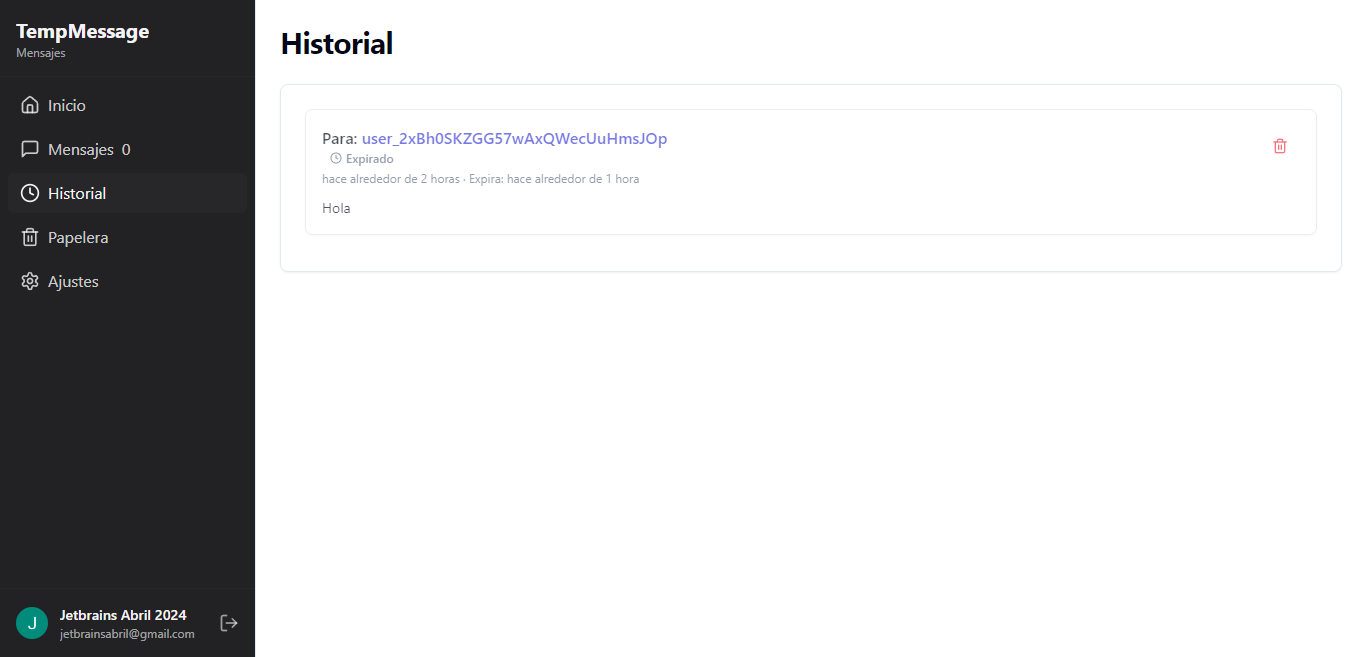 TempMessage
Mensajes
Inicio
Mensajes 0
Historial
Papelera
Ajustes
Jetbrains Abril 2024
jetbrainsabril@gmail.com
J
Historial
Para: user_2xBh0SKZGG57wAxQWecUuHmsJOp
Expirado
hace alrededor de 2 horas · Expira: hace alrededor de 1 hora
Hola